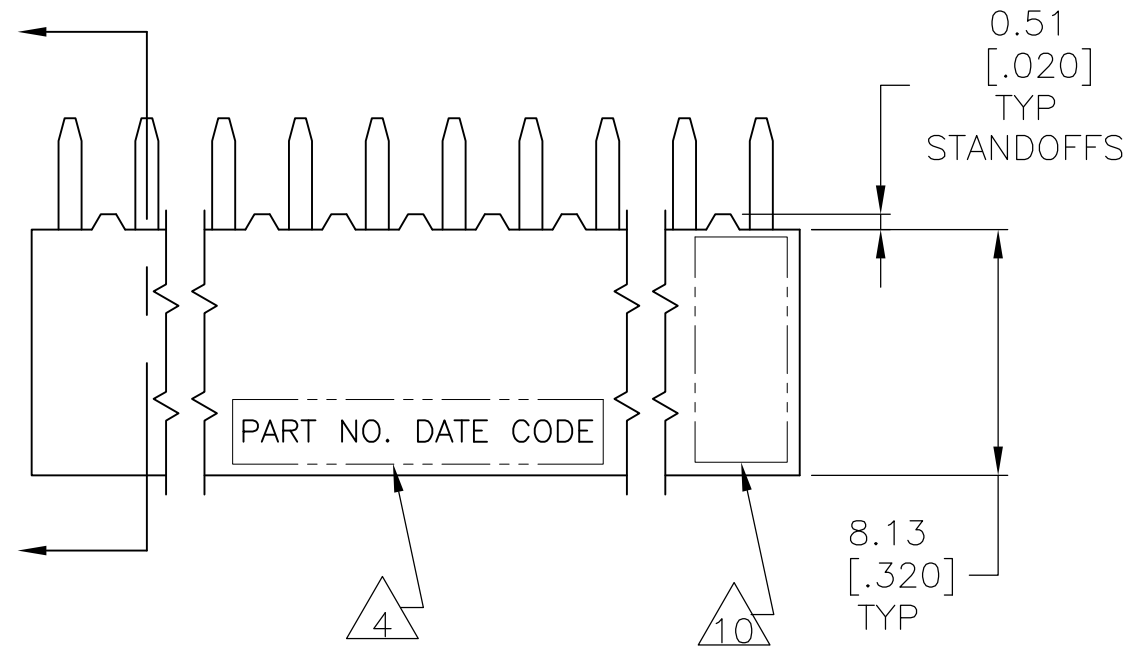 0.51
[.020]
TYP
STANDOFFS
PART NO. DATE CODE
8.13
[.320]
TYP
4
10